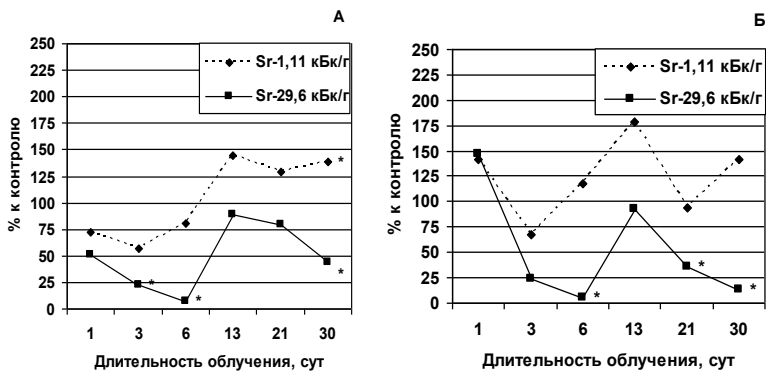 А
% к контролю
250
225
200
175
150
125
100
75
50
25
0
Sr-1,11 кБк/г
Sr-29,6 кБк/г
*
* * *
1 3 6 13 21 30
Длительность облучения, сут
Б
% к контролю
250
225
200
175
150
125
100
75
50
25
0
Sr-1,11 кБк/г
Sr-29,6 кБк/г
* * *
1 3 6 13 21 30
Длительность облучения, сут